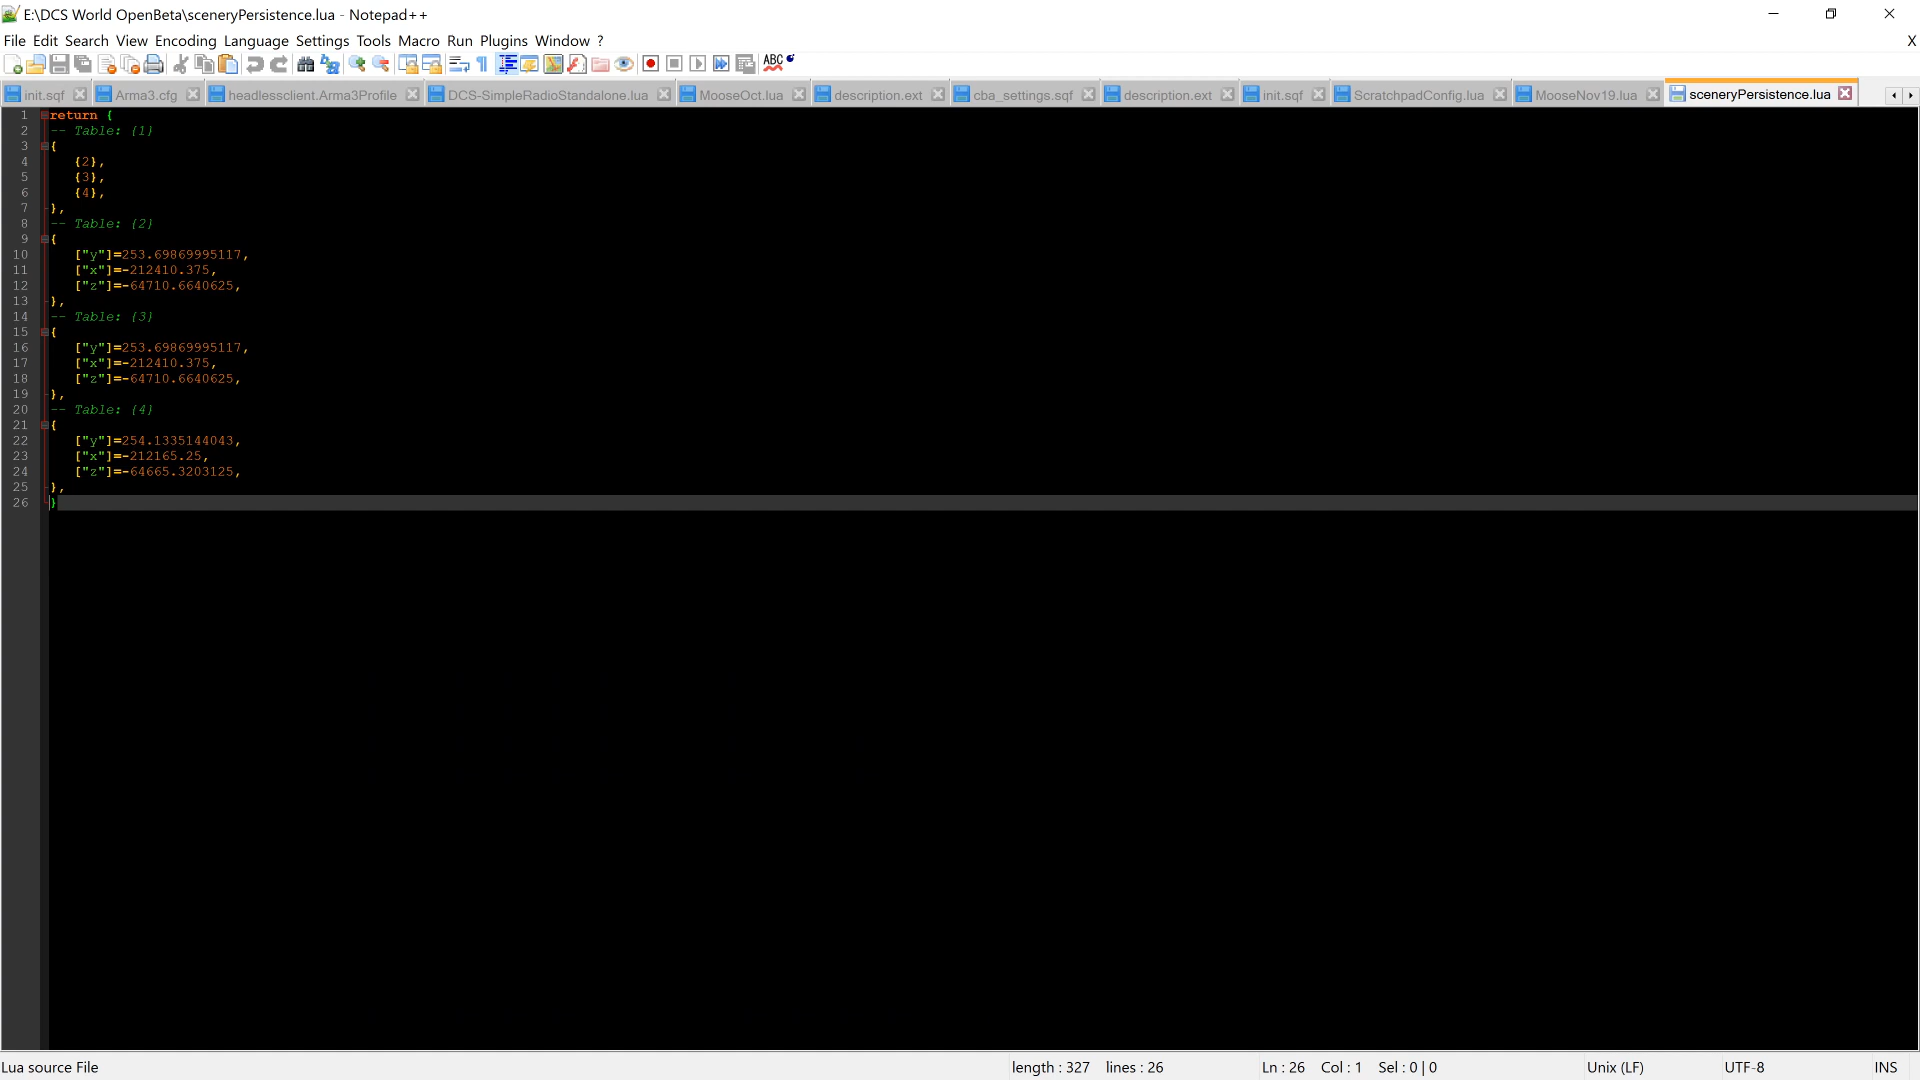 E:\DCS World OpenBeta\sceneryPersistence.lua - Notepad++
File Edit Search View Encoding Language Settings Tools Macro Run Plugins Window ?
X
ABC
init.sqf Arma3.cfg headlessclient.Arma3Profile DCS-SimpleRadioStandalone.lua MooseOct.lua description.ext cba_settings.sqf description.ext init.sqf ScratchpadConfig.lua MooseNov19.lua sceneryPersistence.lua
1 return {
2 -- Table: {1}
3 {
4 {2},
5 {3},
6 {4},
7 },
8 -- Table: {2}
9 {
10 ["y"]=253.69869995117,
11 ["x"]=-212410.375,
12 ["z"]=-64710.6640625,
13 },
14 -- Table: {3}
15 {
16 ["y"]=253.69869995117,
17 ["x"]=-212410.375,
18 ["z"]=-64710.6640625,
19 },
20 -- Table: {4}
21 {
22 ["y"]=254.1335144043,
23 ["x"]=-212165.25,
24 ["z"]=-64665.3203125,
25 },
26 }
Lua source File length : 327 lines : 26 Ln : 26 Col : 1 Sel : 0 | 0 Unix (LF) UTF-8 INS